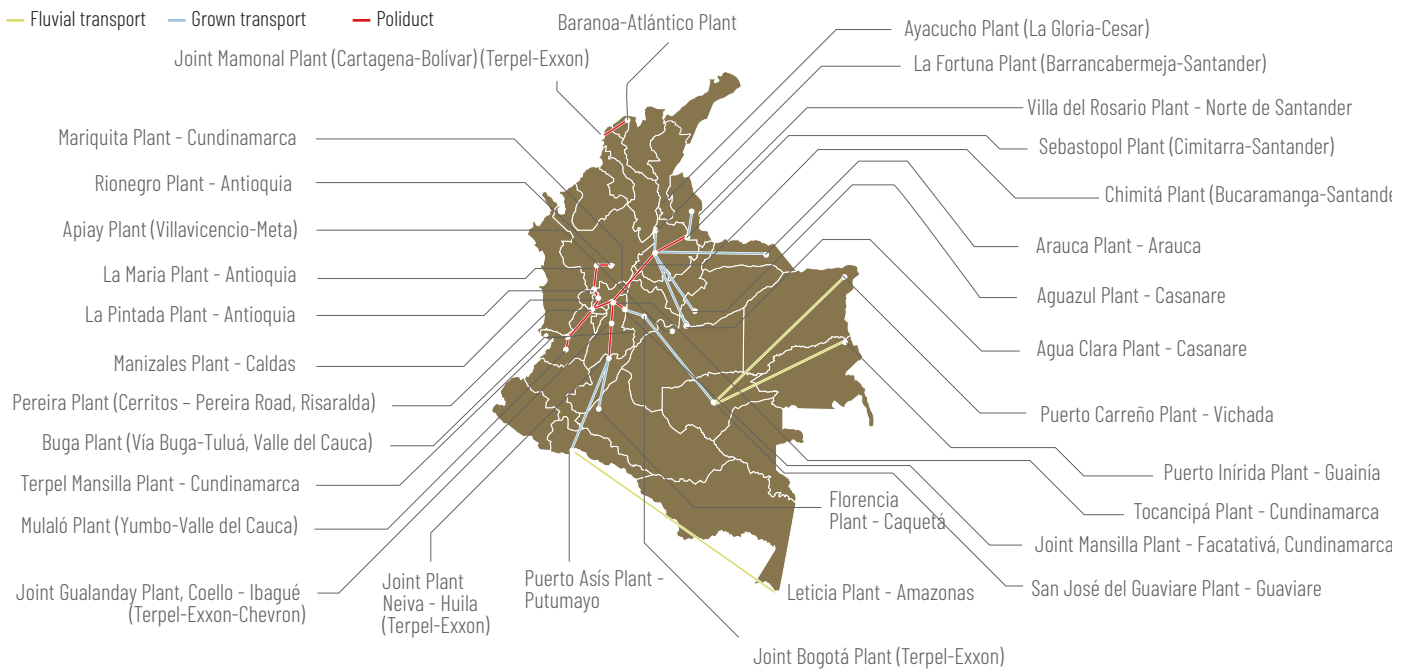 Fluvial transport
Grown transport
Poliduct
Baranoa-Atlántico Plant
Joint Mamonal Plant (Cartagena-Bolívar) (Terpel-Exxon)
Mariquita Plant - Cundinamarca
Rionegro Plant - Antioquia
Apiay Plant (Villavicencio-Meta)
La Maria Plant - Antioquia
La Pintada Plant - Antioquia
Manizales Plant - Caldas
Pereira Plant (Cerritos – Pereira Road, Risaralda)
Buga Plant (Vía Buga-Tuluá, Valle del Cauca)
Terpel Mansilla Plant - Cundinamarca
Mulaló Plant (Yumbo-Valle del Cauca)
Joint Gualanday Plant, Coello - Ibagué
(Terpel-Exxon-Chevron)
Joint Plant
Neiva - Huila
(Terpel-Exxon)
Puerto Asís Plant -
Putumayo
Joint Bogotá Plant (Terpel-Exxon)
Leticia Plant - Amazonas
Florencia
Plant - Caquetá
Ayacucho Plant (La Gloria-Cesar)
La Fortuna Plant (Barrancabermeja-Santander)
Villa del Rosario Plant - Norte de Santander
Sebastopol Plant (Cimitarra-Santander)
Chimitá Plant (Bucaramanga-Santande
Arauca Plant - Arauca
Aguazul Plant - Casanare
Agua Clara Plant - Casanare
Puerto Carreño Plant - Vichada
Puerto Inírida Plant - Guainía
Tocancipá Plant - Cundinamarca
Joint Mansilla Plant - Facatativá, Cundinamarca
San José del Guaviare Plant - Guaviare